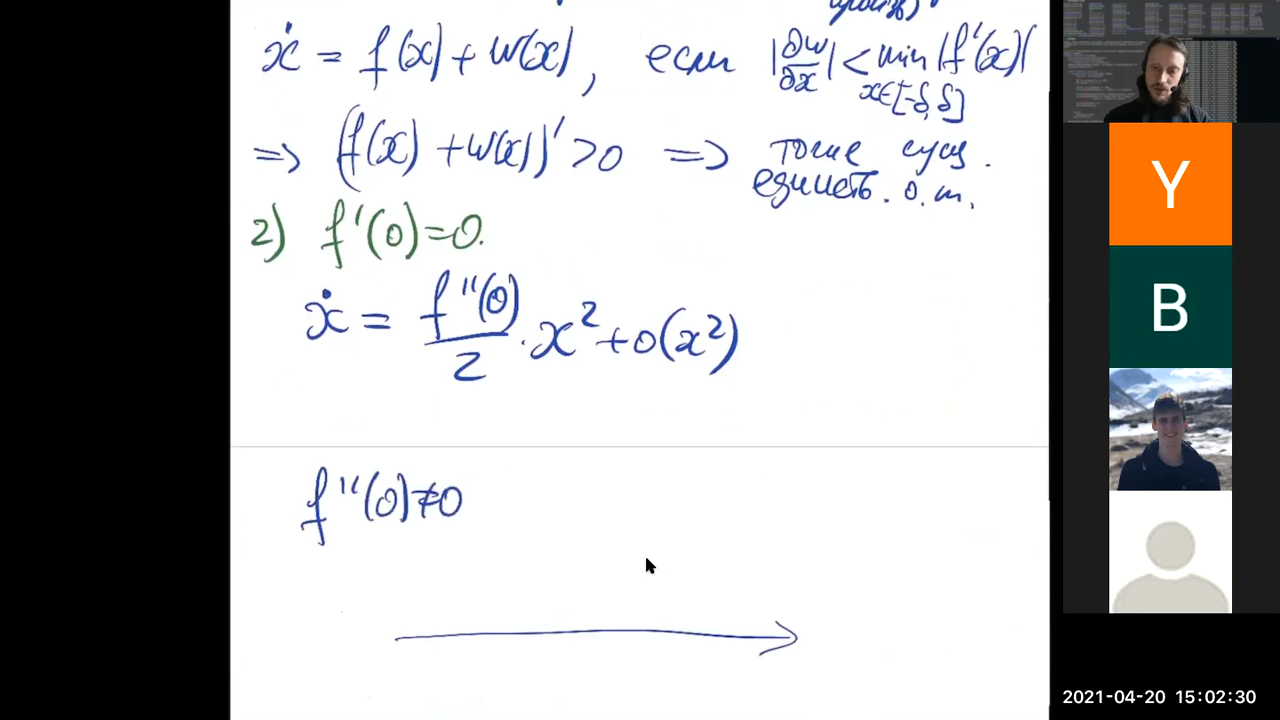 ẋ = f(x) + w(x), если |∂w/∂x| < min |f'(x)|
x∈[-δ, δ]
=> (f(x) + w(x))' > 0 => тоже сущ.
единств. о.т.
2) f'(0)=0.
ẋ = f''(0)/2 · x² + o(x²)
f''(0)≠0
Y
B
2021-04-20 15:02:30